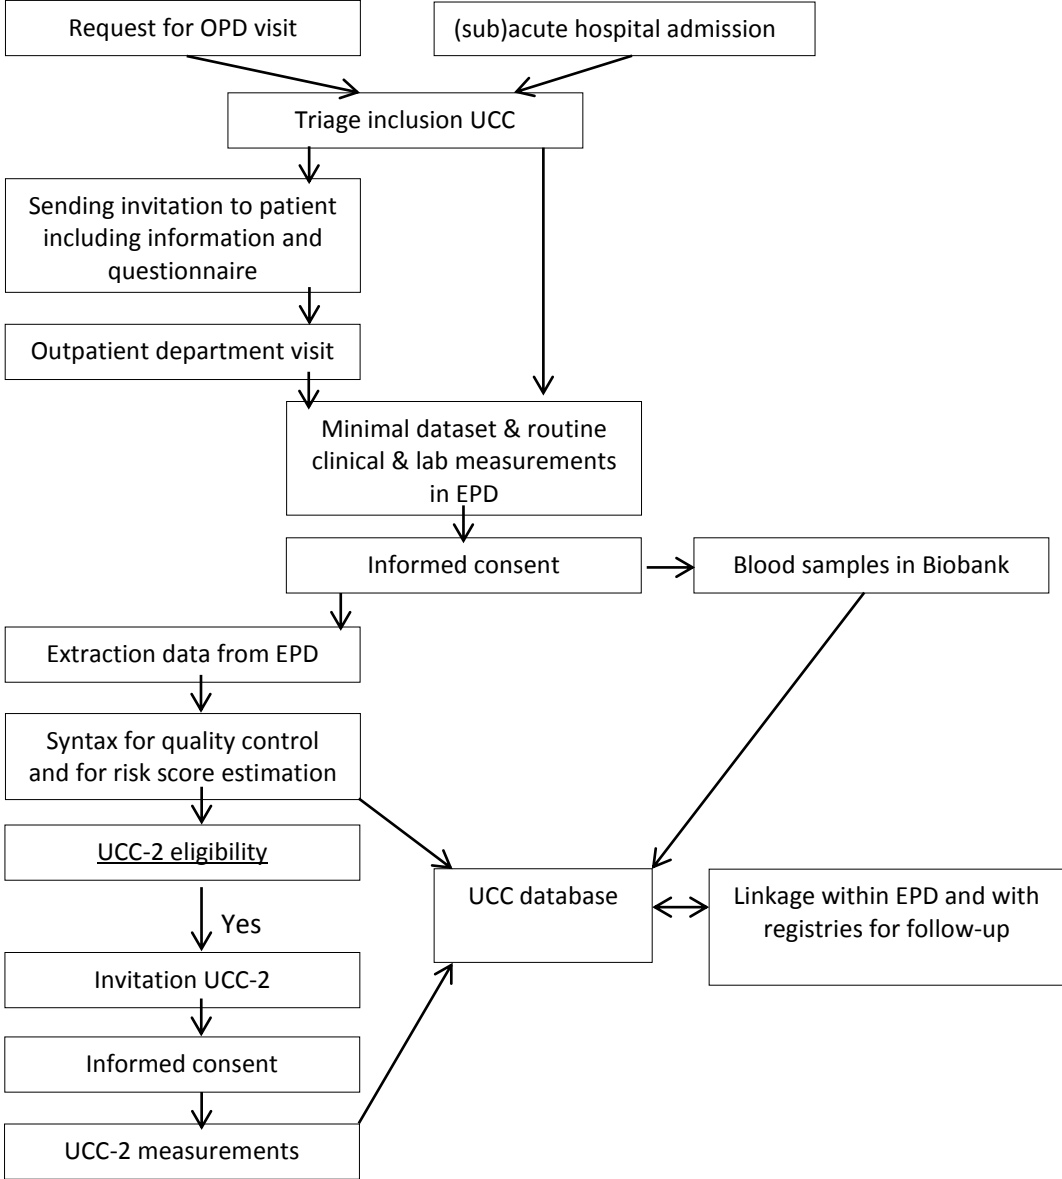 Request for OPD visit
(sub)acute hospital admission
Triage inclusion UCC
Sending invitation to patient
including information and
questionnaire
Outpatient department visit
Minimal dataset & routine
clinical & lab measurements
in EPD
Informed consent
Blood samples in Biobank
Extraction data from EPD
Syntax for quality control
and for risk score estimation
UCC-2 eligibility
UCC database
Linkage within EPD and with
registries for follow-up
Yes
Invitation UCC-2
Informed consent
UCC-2 measurements